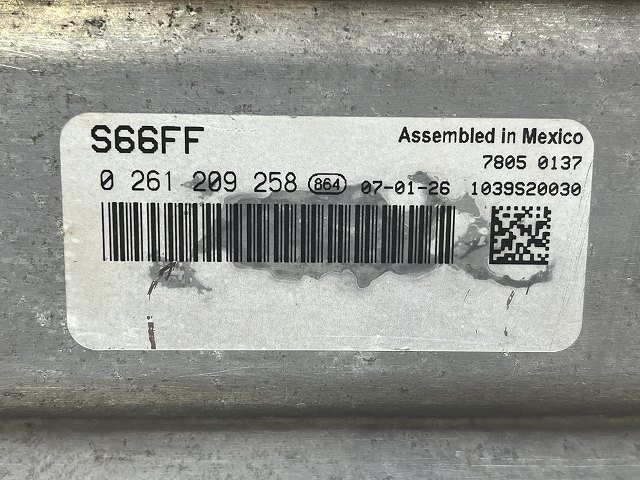 S66FF Assembled in Mexico
7805 0137
0 261 209 258 864 07-01-26 1039S20030